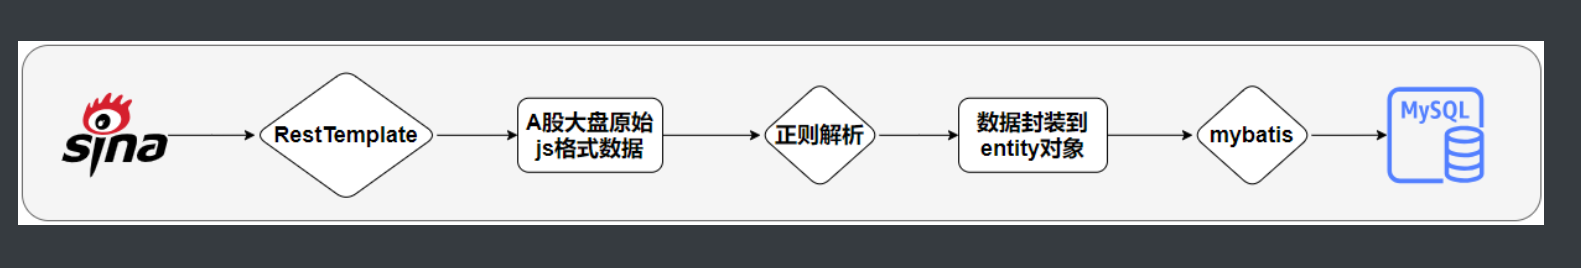 sina
RestTemplate
A股大盘原始
js格式数据
正则解析
数据封装到
entity对象
mybatis
MySQL